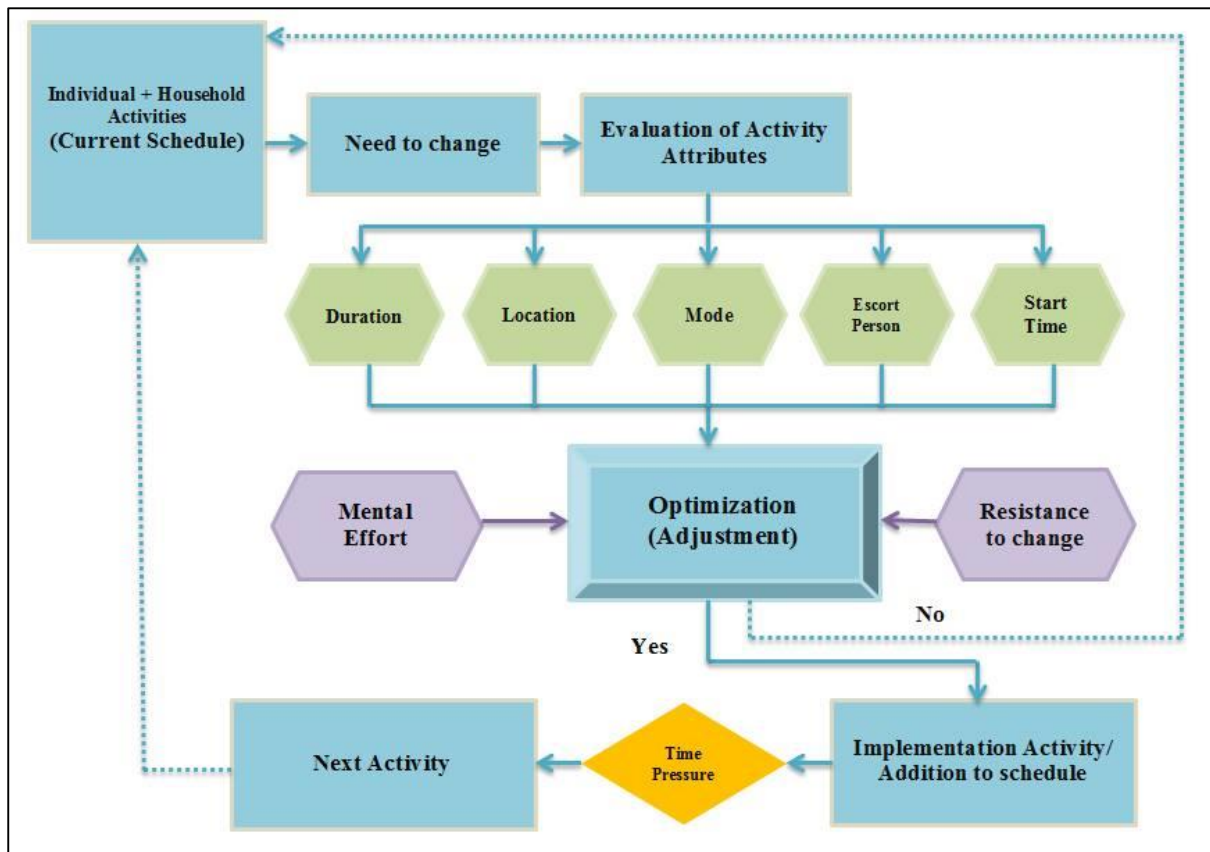 Individual + Household
Activities
(Current Schedule)
Need to change
Evaluation of Activity
Attributes
Duration
Location
Mode
Escort
Person
Start
Time
Mental
Effort
Optimization
(Adjustment)
Resistance
to change
No
Yes
Next Activity
Time
Pressure
Implementation Activity/
Addition to schedule